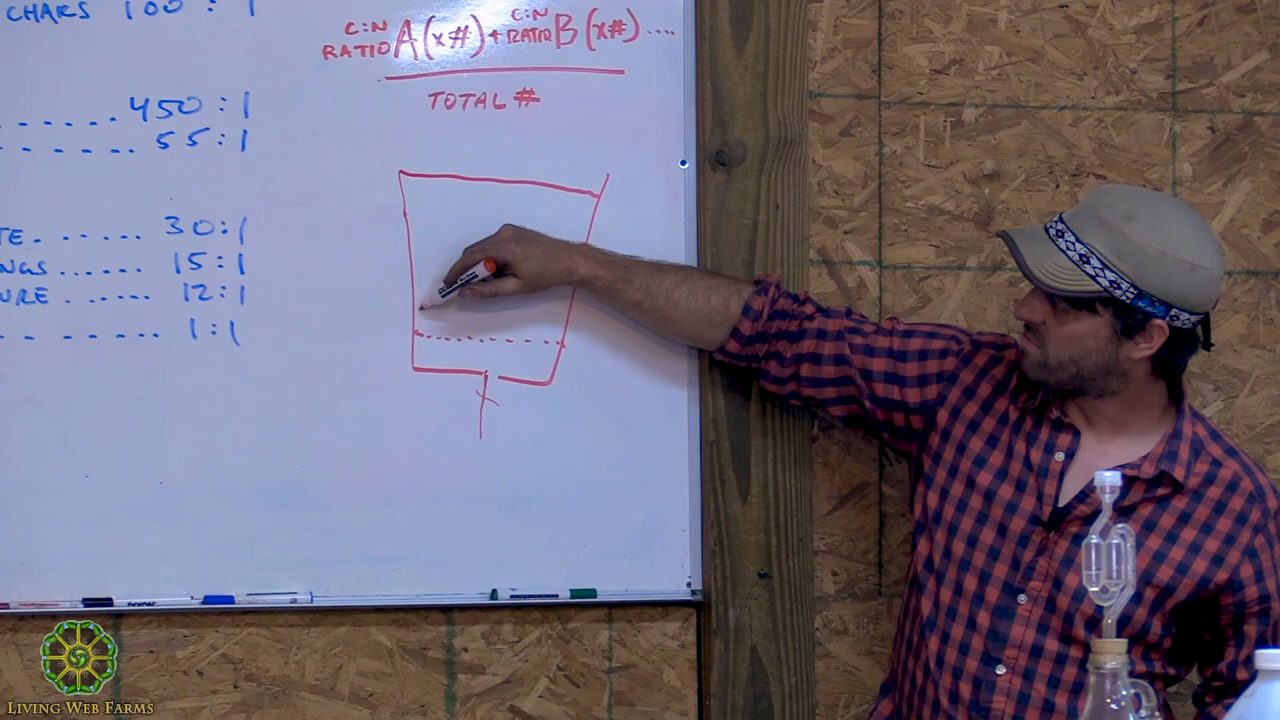 CHARS 100 : 1
C:N RATIO A (x#) + C:N RATIO B (x#) ....
TOTAL #
...... 450 : 1
....... 55 : 1
TE. ...... 30 : 1
NGS ...... 15 : 1
URE ...... 12 : 1
......... 1 : 1
LIVING WEB FARMS